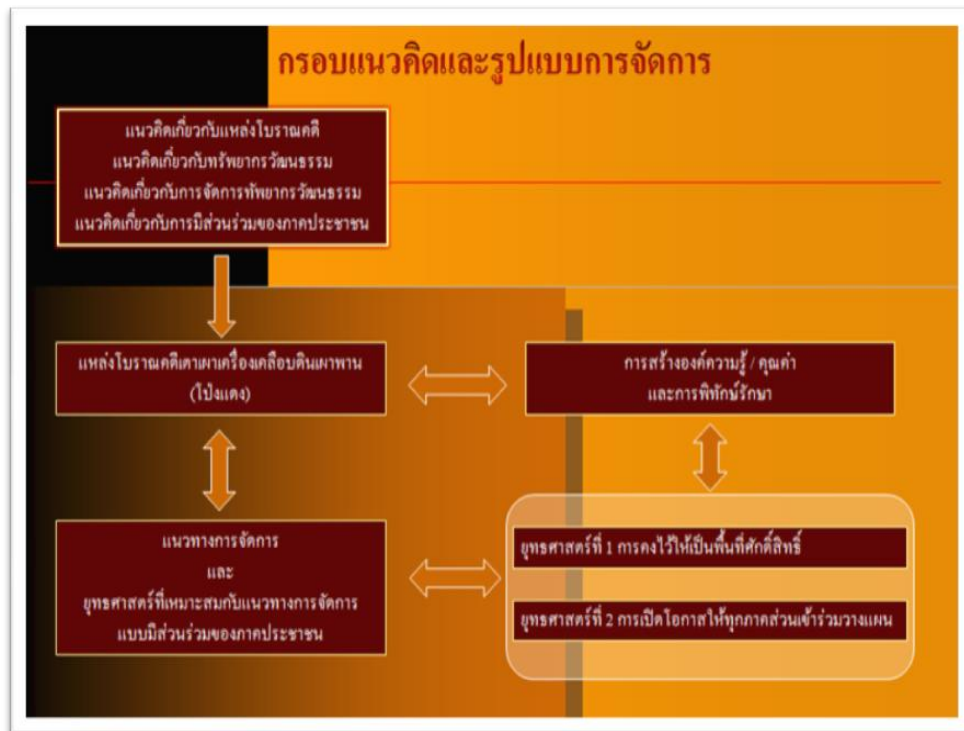 กรอบแนวคิดและรูปแบบการจัดการ
แนวคิดเกี่ยวกับแหล่งโบราณคดี
แนวคิดเกี่ยวกับทรัพยากรวัฒนธรรม
แนวคิดเกี่ยวกับการจัดการทัพยากรวัฒนธรรม
แนวคิดเกี่ยวกับการมีส่วนร่วมของภาคประชาชน
แหล่งโบราณคดีเตาเผาเครื่องเคลือบดินเผาพาน
(โป่งแดง)
การสร้างองค์ความรู้ / คุณค่า
และการพิทักษ์รักษา
แนวทางการจัดการ
และ
ยุทธศาสตร์ที่เหมาะสมกับแนวทางการจัดการ
แบบมีส่วนร่วมของภาคประชาชน
ยุทธศาสตร์ที่ 1 การคงไว้ให้เป็นพื้นที่ศักดิ์สิทธิ์
ยุทธศาสตร์ที่ 2 การเปิดโอกาสให้ทุกภาคส่วนเข้าร่วมวางแผน